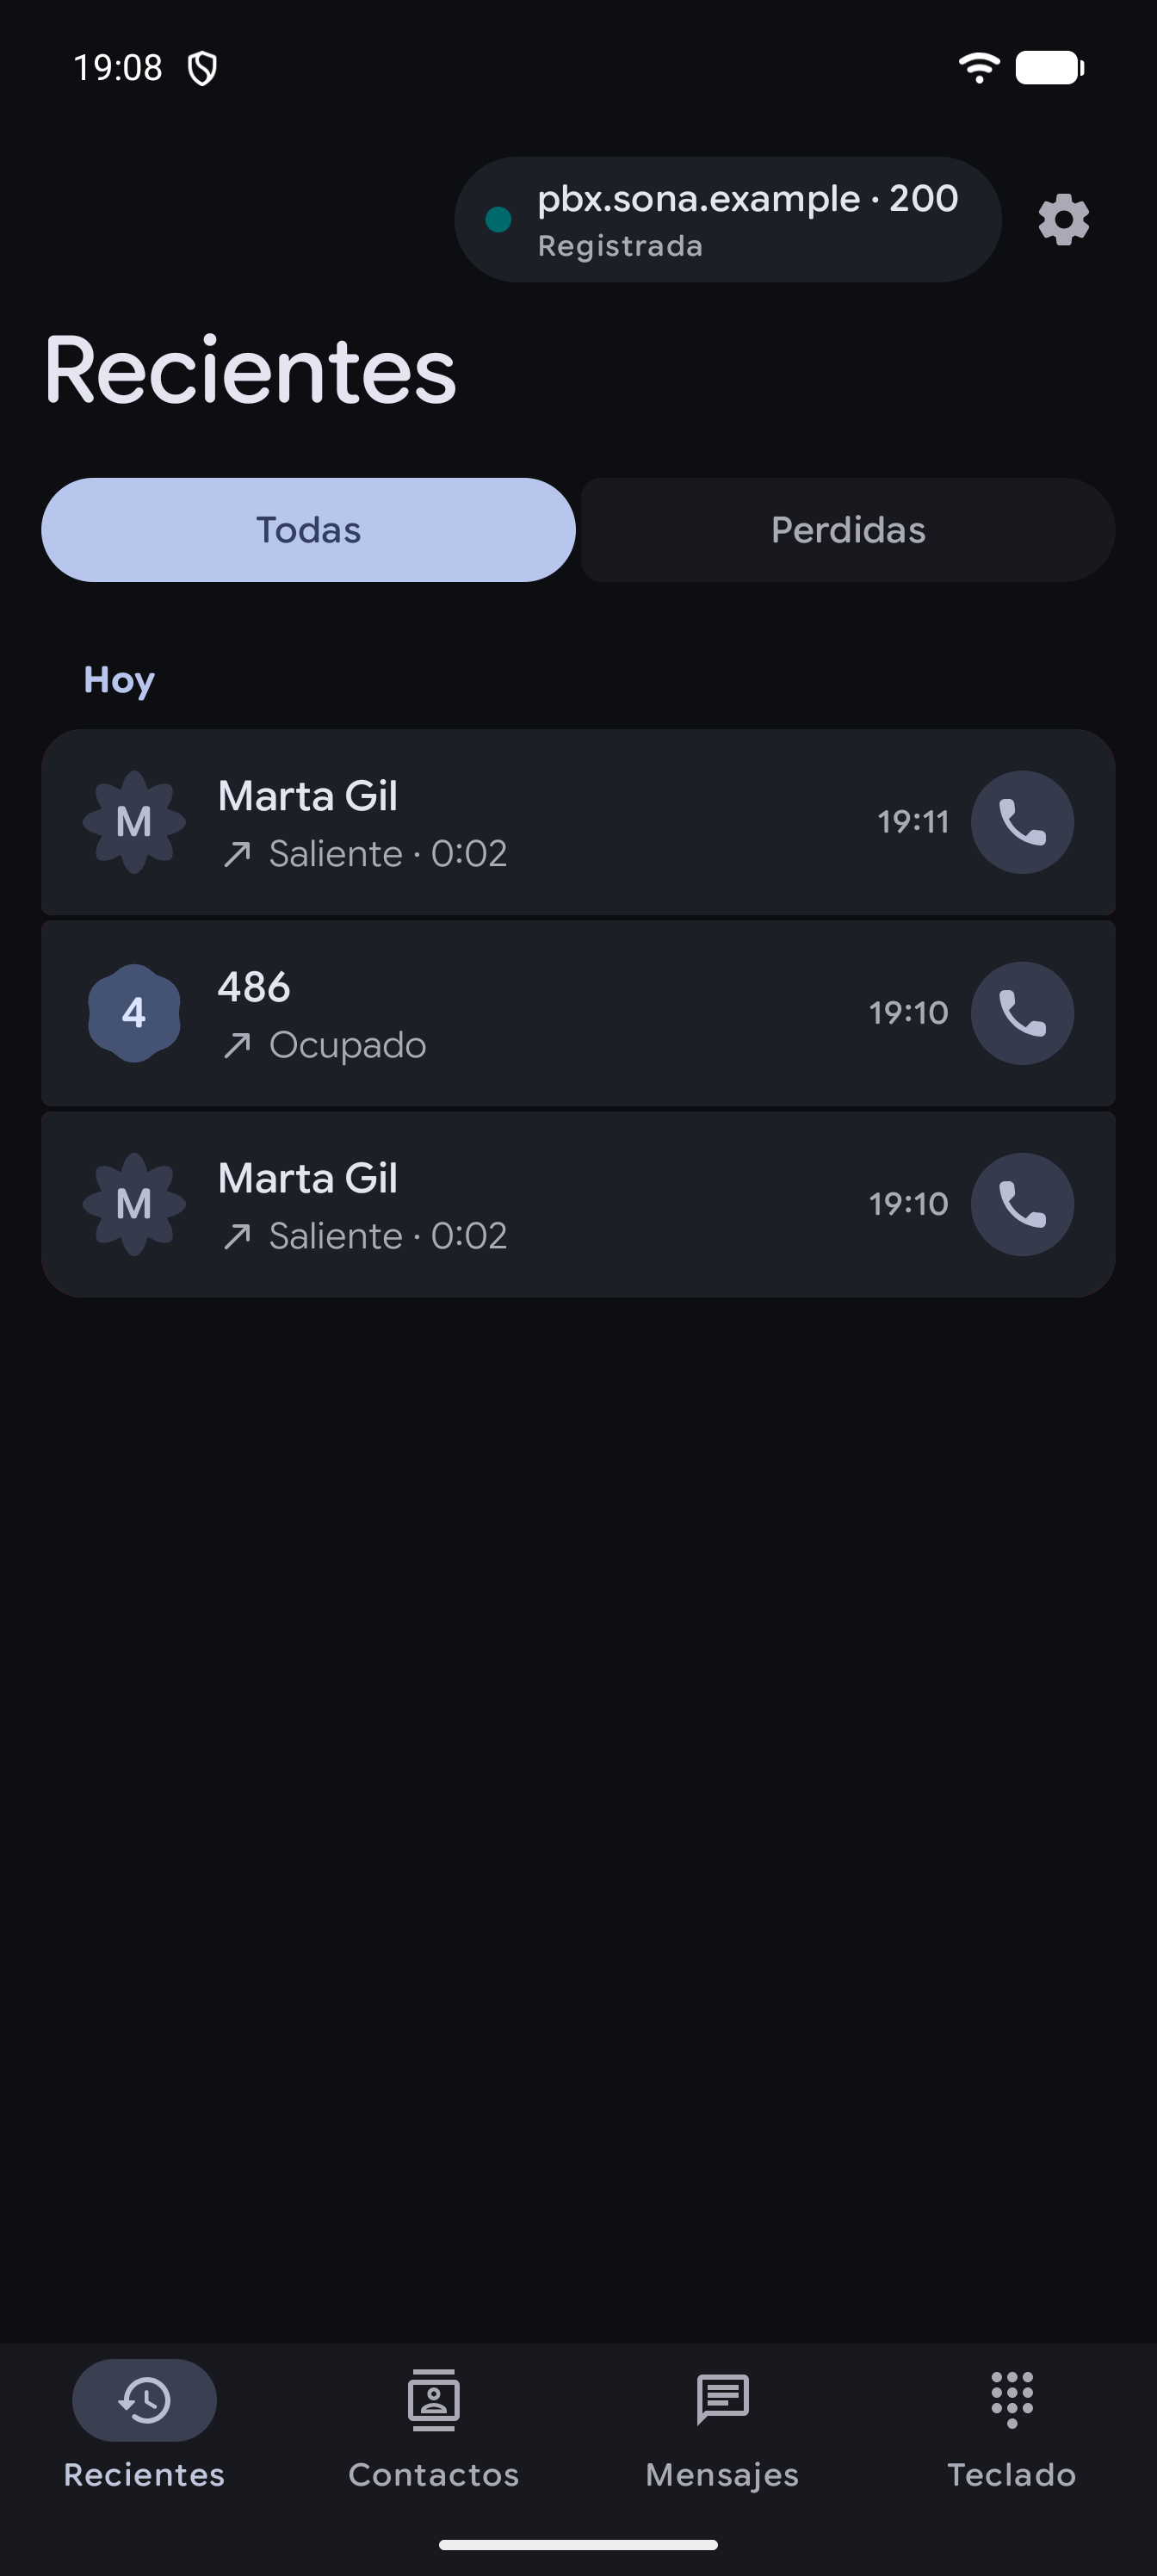 19:08
pbx.sona.example · 200
Registrada
Recientes
Todas
Perdidas
Hoy
M
Marta Gil
Saliente · 0:02
19:11
4
486
Ocupado
19:10
M
Marta Gil
Saliente · 0:02
19:10
Recientes
Contactos
Mensajes
Teclado